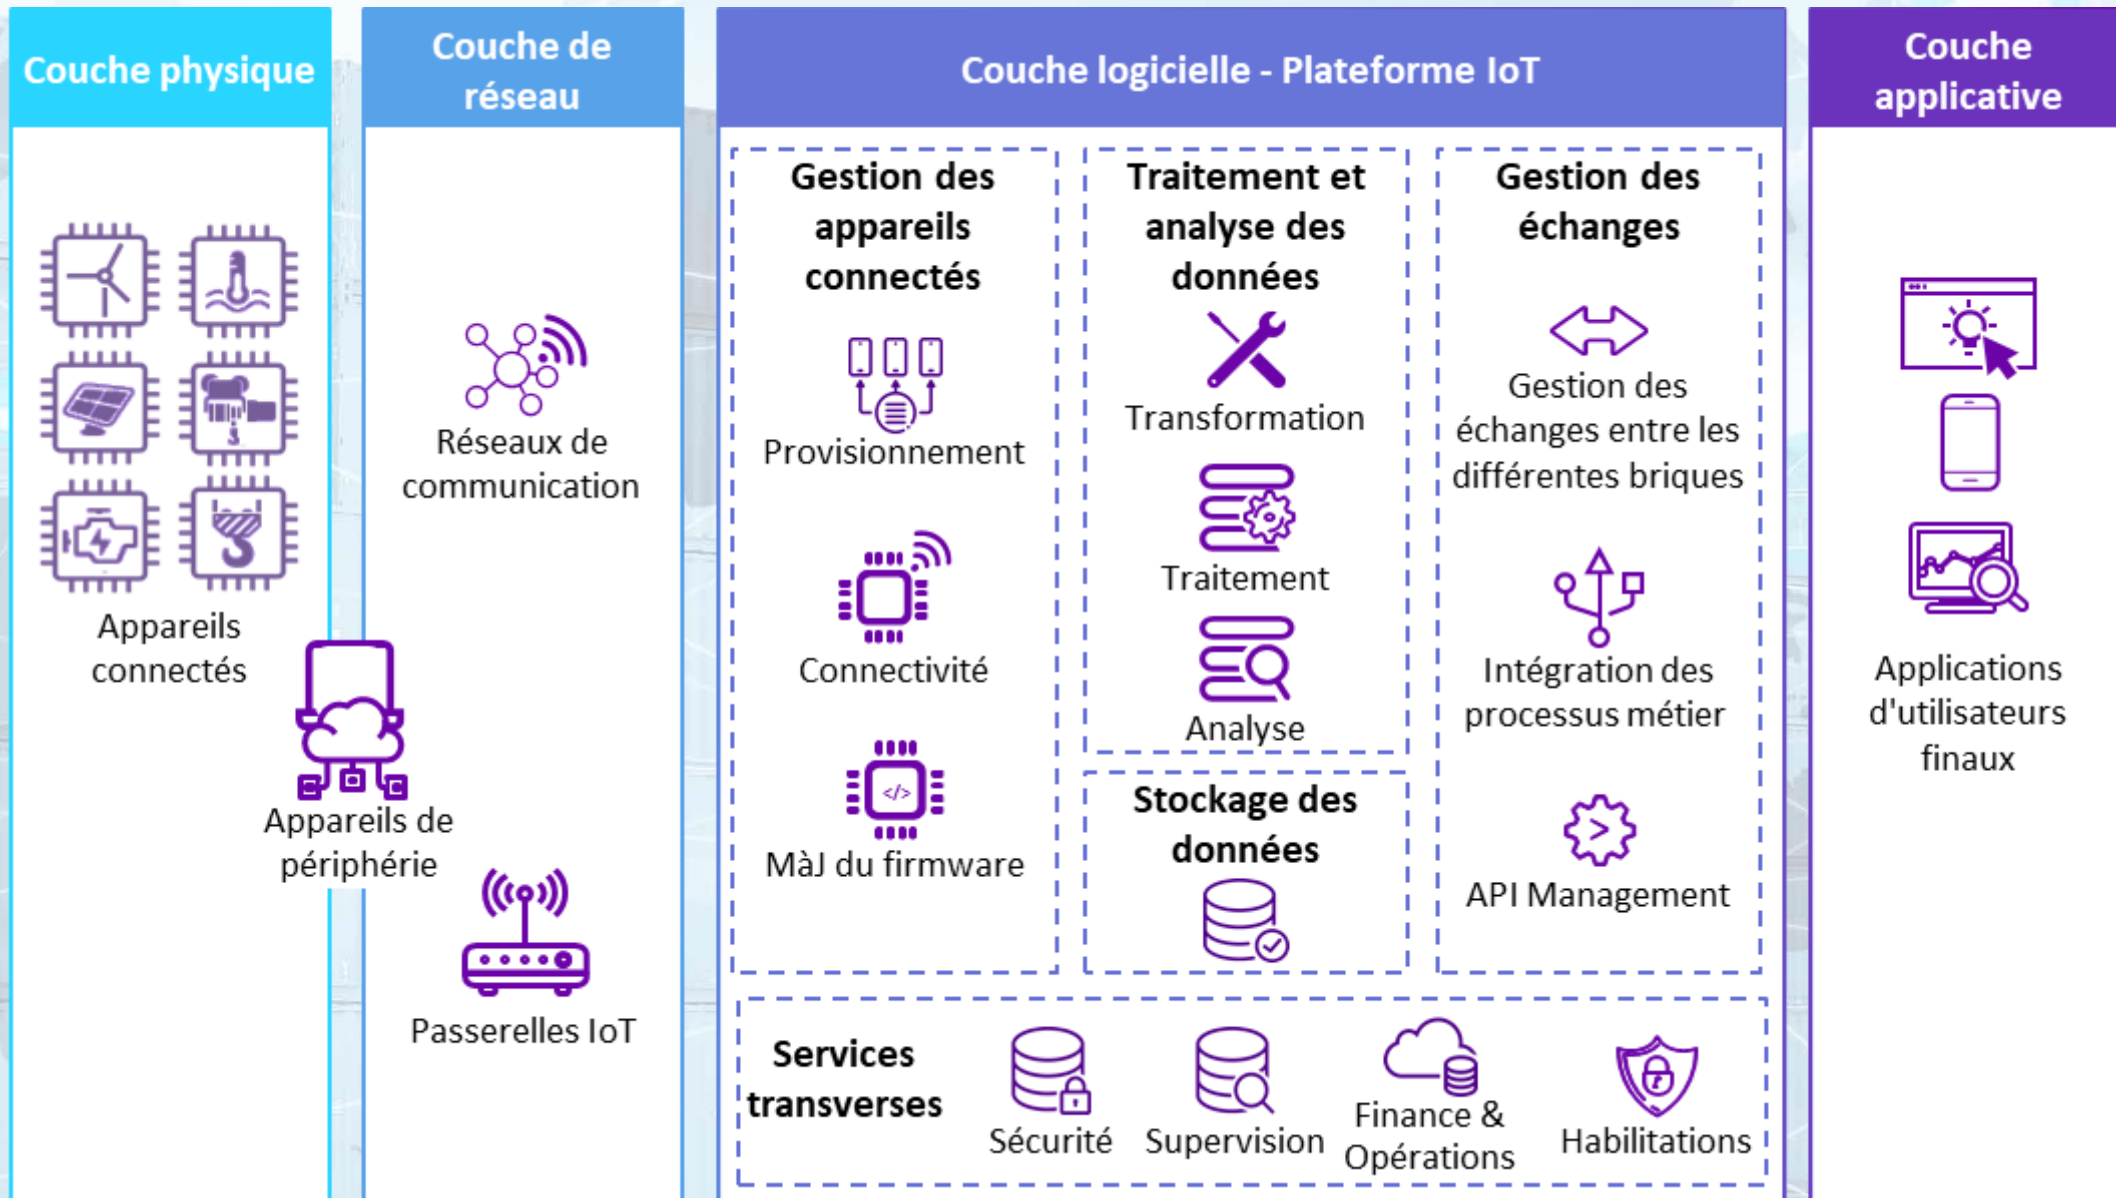 Couche physique
Appareils
connectés
Appareils de
périphérie
Couche de
réseau
Réseaux de
communication
Passerelles IoT
Couche logicielle - Plateforme IoT
Gestion des
appareils
connectés
Provisionnement
Connectivité
</>
MàJ du firmware
Traitement et
analyse des
données
Transformation
Traitement
Analyse
Stockage des
données
Gestion des
échanges
Gestion des
échanges entre les
différentes briques
Intégration des
processus métier
API Management
Services
transverses
Sécurité
Supervision
Finance &
Opérations
Habilitations
Couche
applicative
Applications
d'utilisateurs
finaux